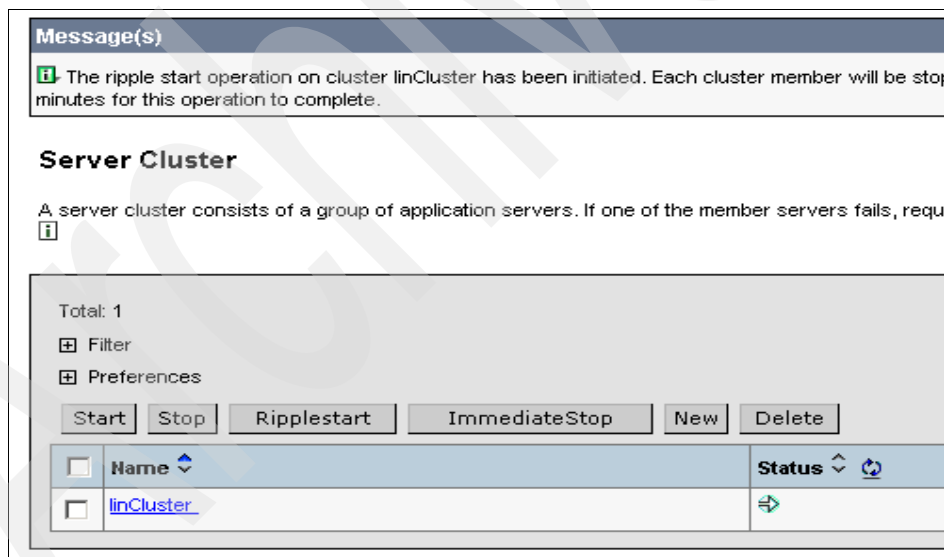 Message(s)
The ripple start operation on cluster linCluster has been initiated. Each cluster member will be
minutes for this operation to complete.
Server Cluster
A server cluster consists of a group of application servers. If one of the member servers fails,
Total: 1
Filter
Preferences
Start Stop Ripplestart ImmediateStop New Delete
Name Status
linCluster